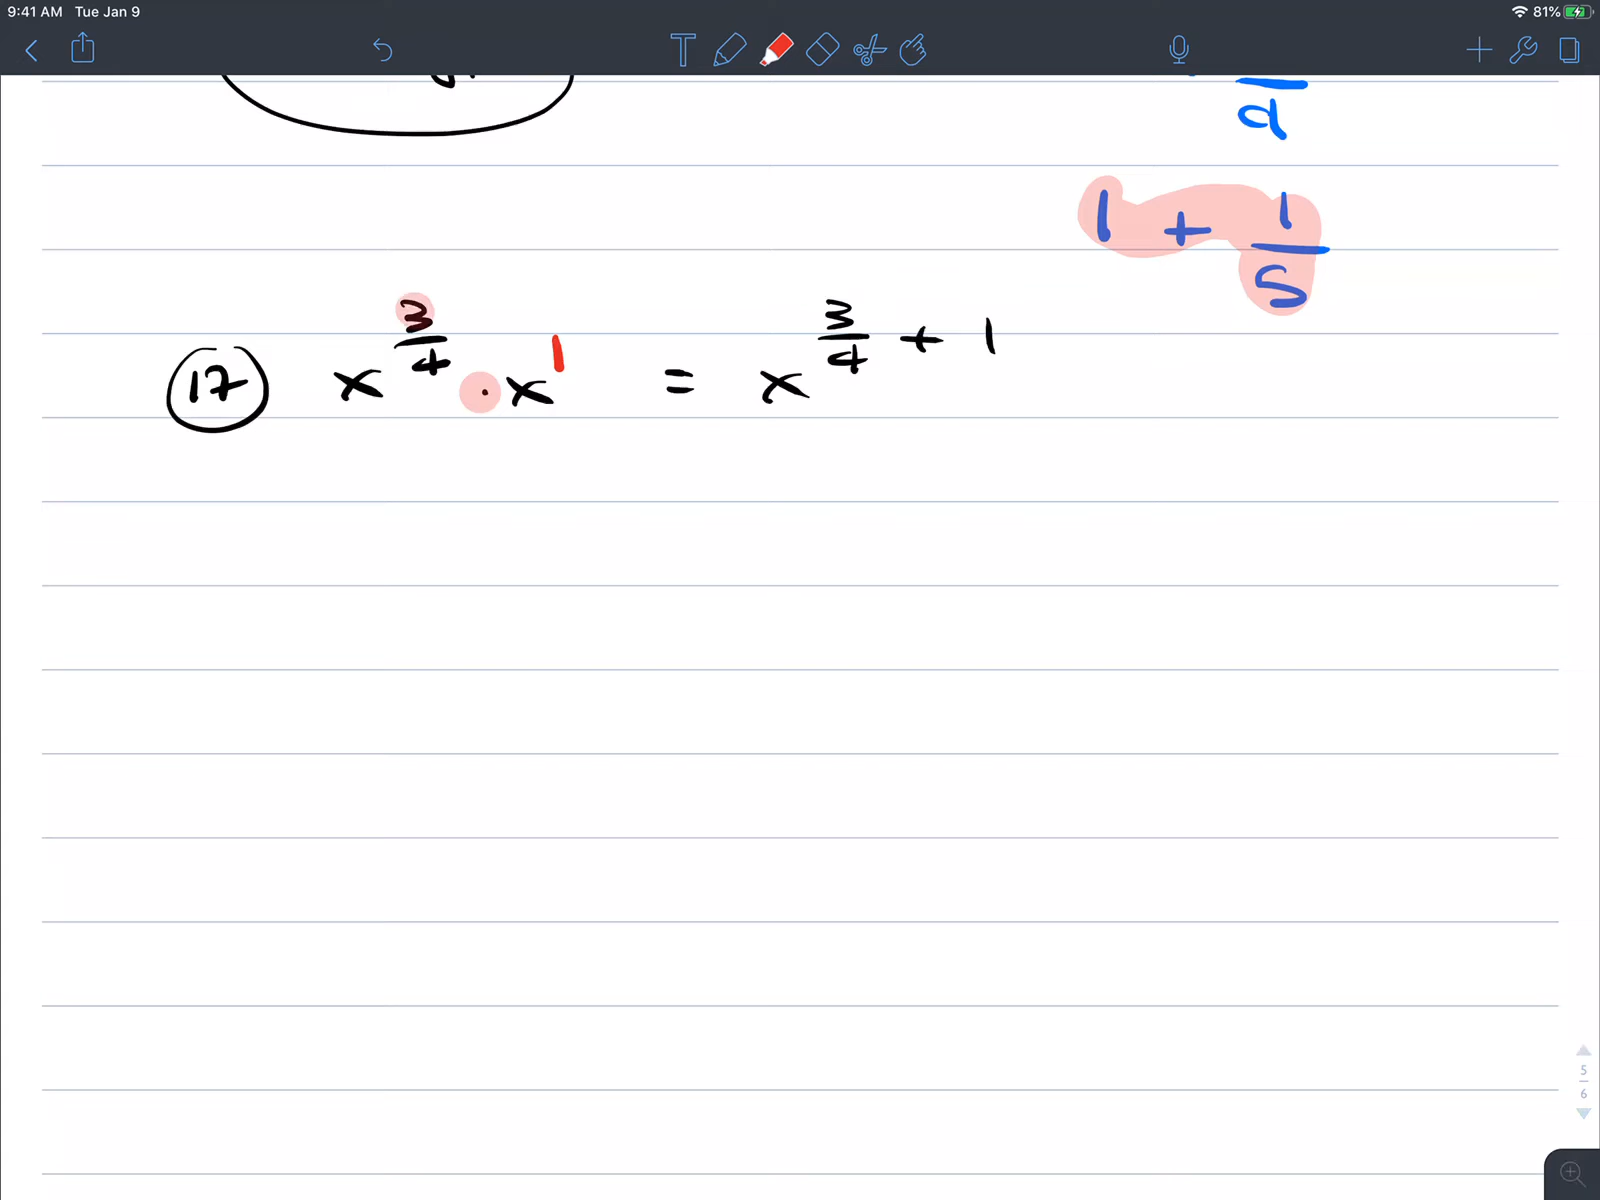 9:41 AM Tue Jan 9
81%
T
d
1 + 1/5
17 x^(3/4) · x^1 = x^(3/4 + 1)
5
6